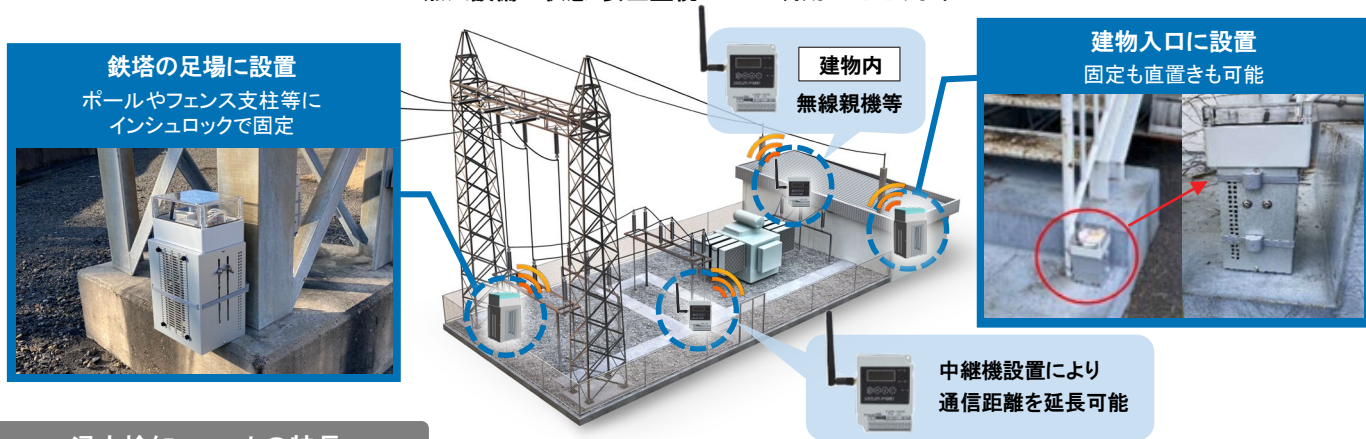 鉄塔の足場に設置
ポールやフェンス支柱等に
インシュロックで固定
建物内
無線親機等
建物入口に設置
固定も直置きも可能
中継機設置により
通信距離を延長可能